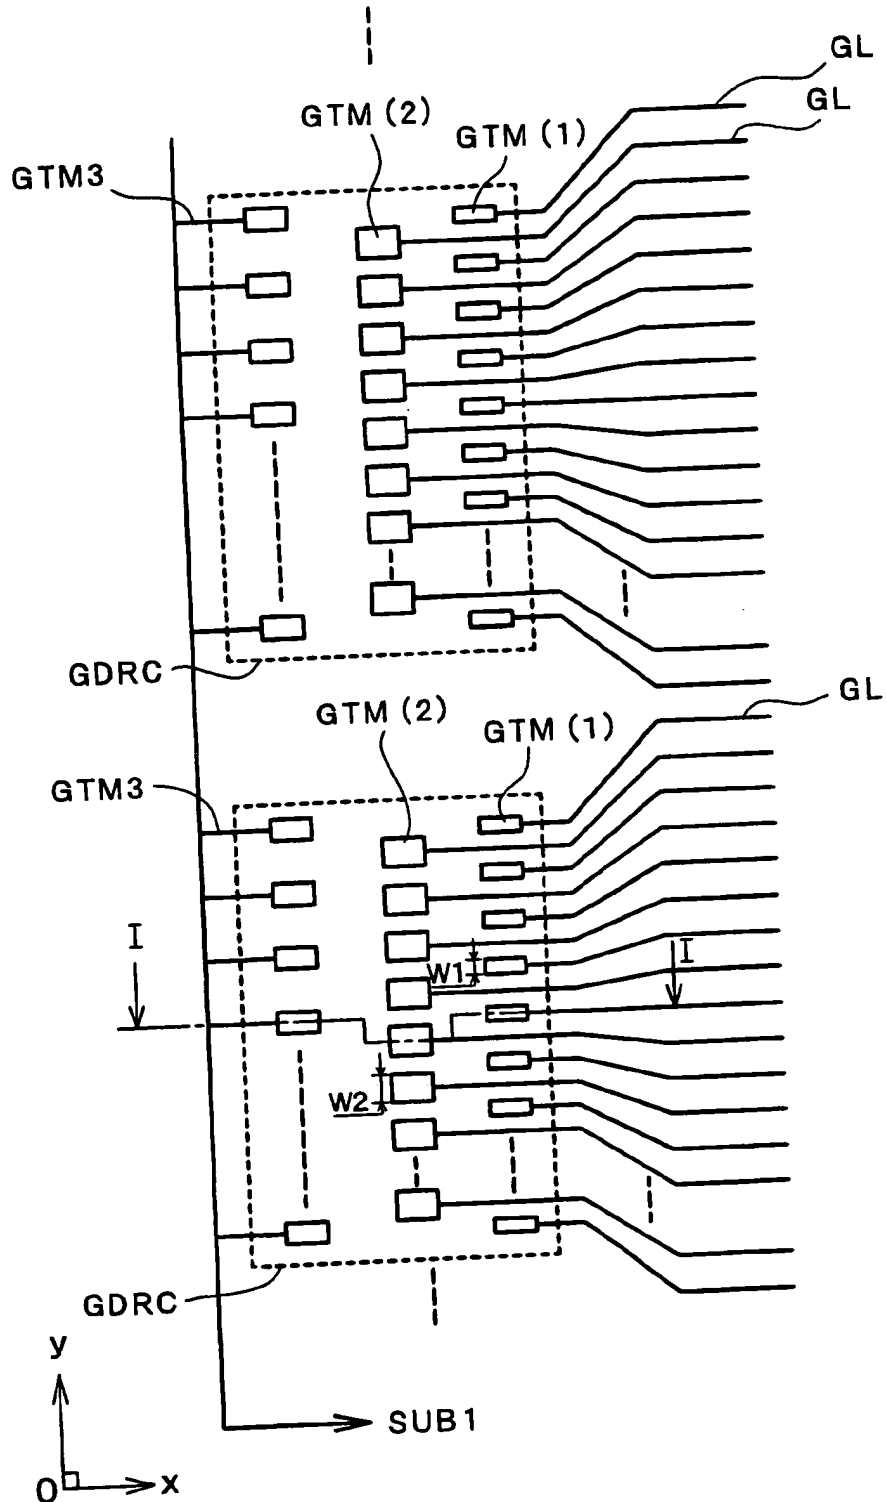 GL
GL
GTM (2)
GTM (1)
GTM3
GDRC
GL
GTM (2)
GTM (1)
GTM3
I
I
W1
W2
GDRC
y
SUB1
O
x